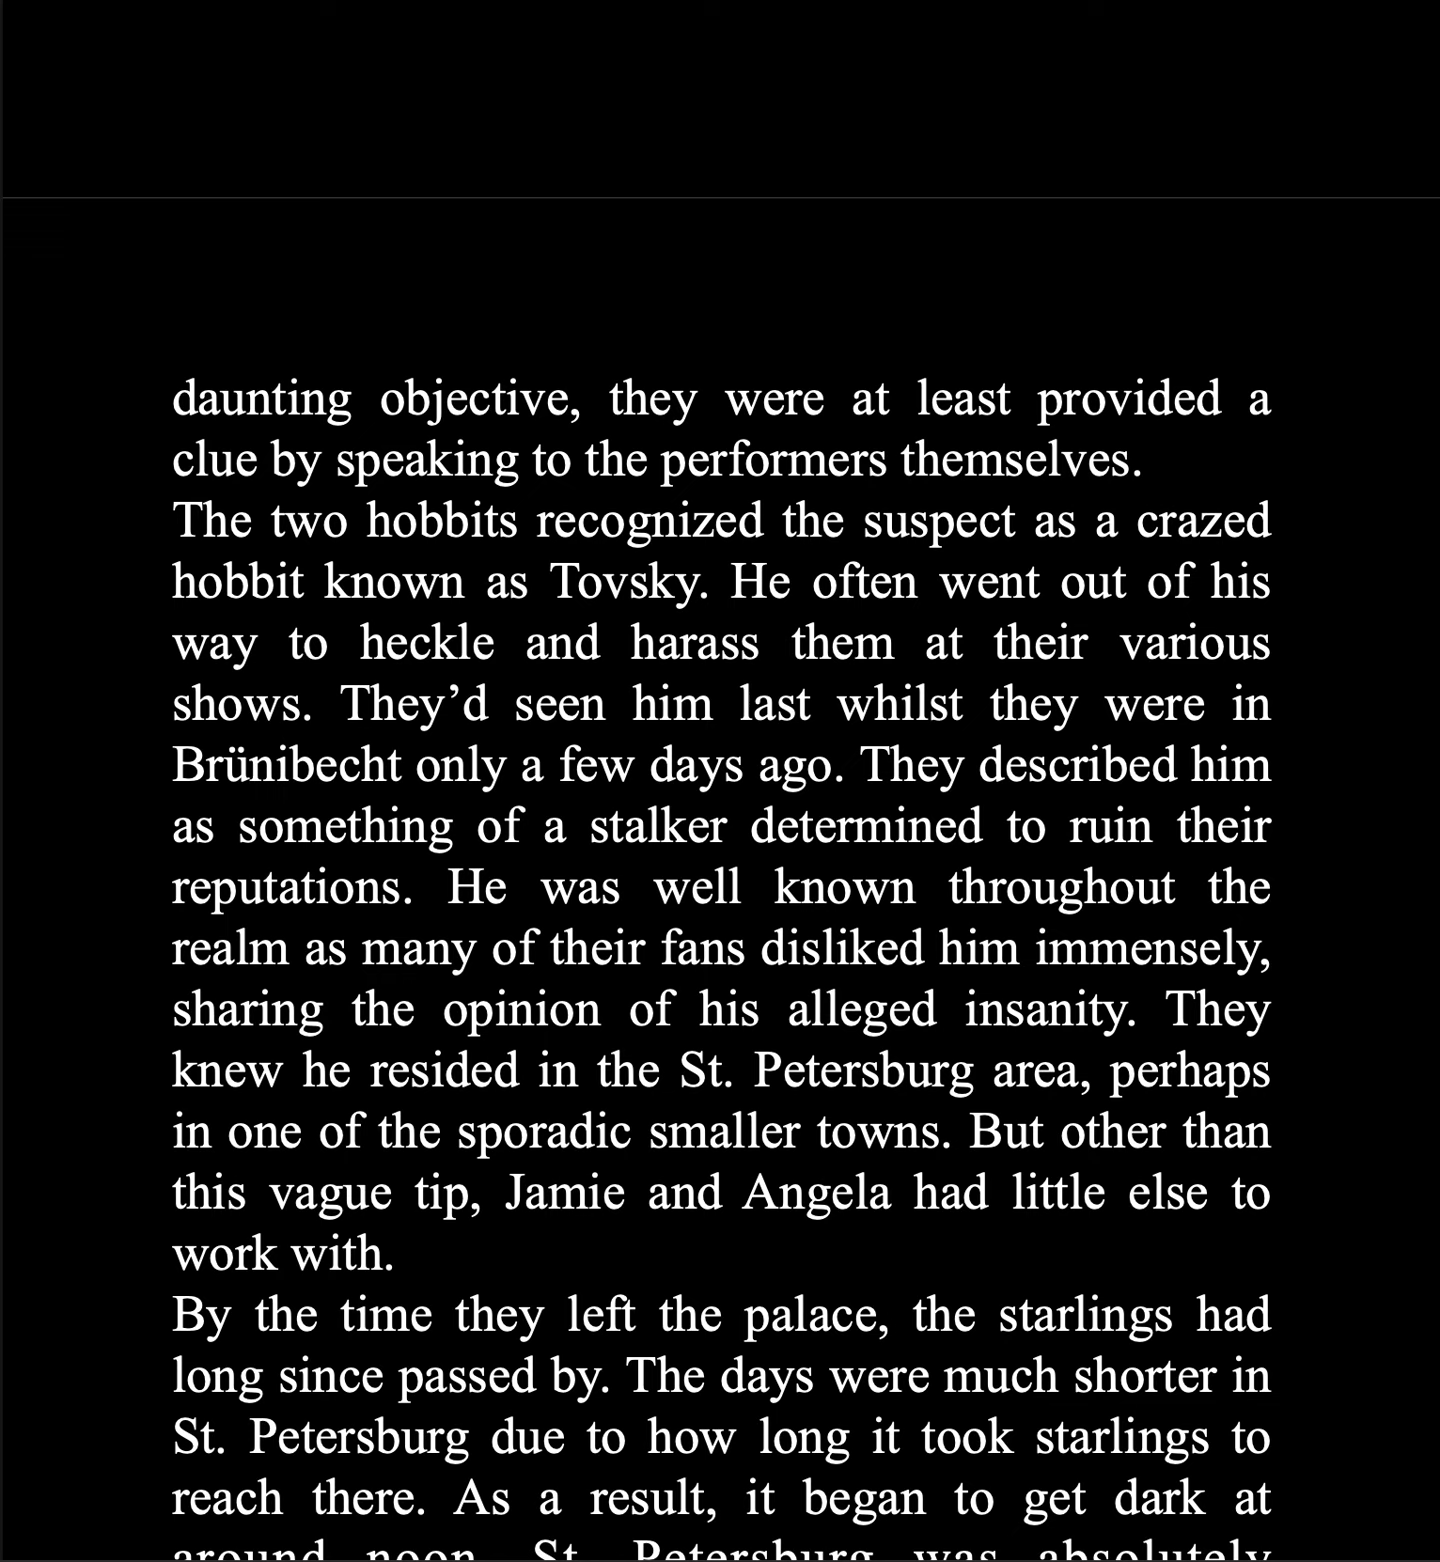 daunting objective, they were at least provided a
clue by speaking to the performers themselves.
The two hobbits recognized the suspect as a crazed
hobbit known as Tovsky. He often went out of his
way to heckle and harass them at their various
shows. They’d seen him last whilst they were in
Brünibecht only a few days ago. They described him
as something of a stalker determined to ruin their
reputations. He was well known throughout the
realm as many of their fans disliked him immensely,
sharing the opinion of his alleged insanity. They
knew he resided in the St. Petersburg area, perhaps
in one of the sporadic smaller towns. But other than
this vague tip, Jamie and Angela had little else to
work with.
By the time they left the palace, the starlings had
long since passed by. The days were much shorter in
St. Petersburg due to how long it took starlings to
reach there. As a result, it began to get dark at
around noon. St. Petersburg was absolutely